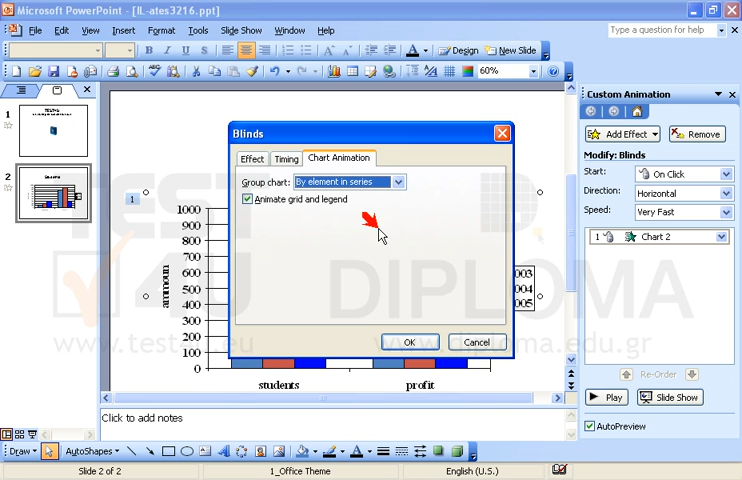 Microsoft PowerPoint - [IL-ates3216.ppt]
File Edit View Insert Format Tools Slide Show Window Help
Type a question for help
Design New Slide
60%
Custom Animation
Add Effect Remove
Modify: Blinds
Start: On Click
Direction: Horizontal
Speed: Very Fast
1 Chart 2
Re-Order
Play Slide Show
AutoPreview
1
2
Blinds
Effect Timing Chart Animation
Group chart: By element in series
Animate grid and legend
OK Cancel
1
1000
900
800
700
600
500
400
300
200
100
0
ammount
students profit
003
004
005
TEST4U
DIPLOMA
www.test4u.eu
www.diploma.edu.gr
Click to add notes
Draw AutoShapes
Slide 2 of 2 1_Office Theme English (U.S.)